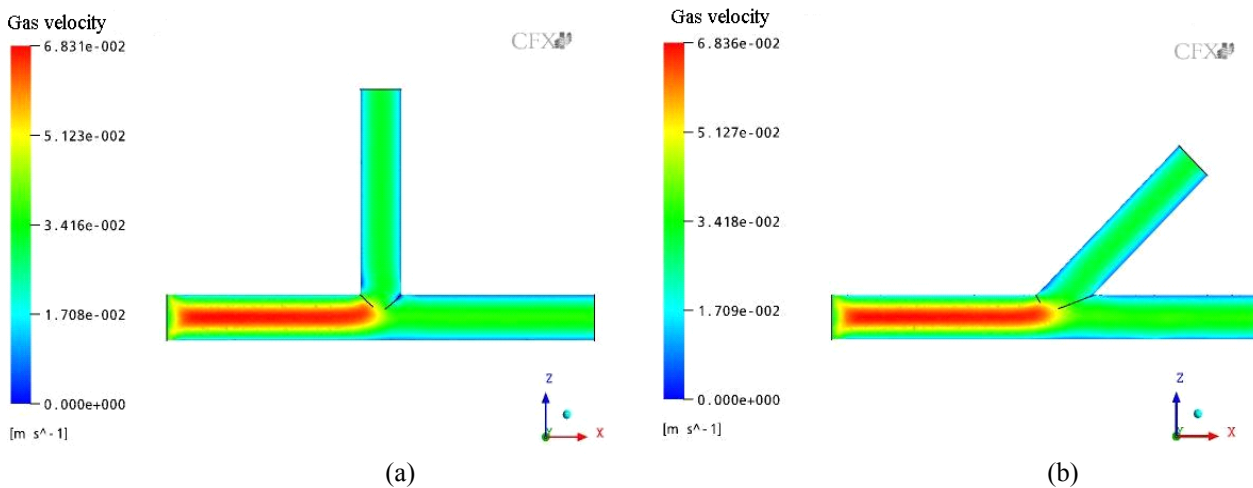 Gas velocity
6.831e-002
5.123e-002
3.416e-002
1.708e-002
0.000e+000
[m s^-1]
CFX
Z
Y
X
(a)
Gas velocity
6.836e-002
5.127e-002
3.418e-002
1.709e-002
0.000e+000
[m s^-1]
CFX
Z
Y
X
(b)